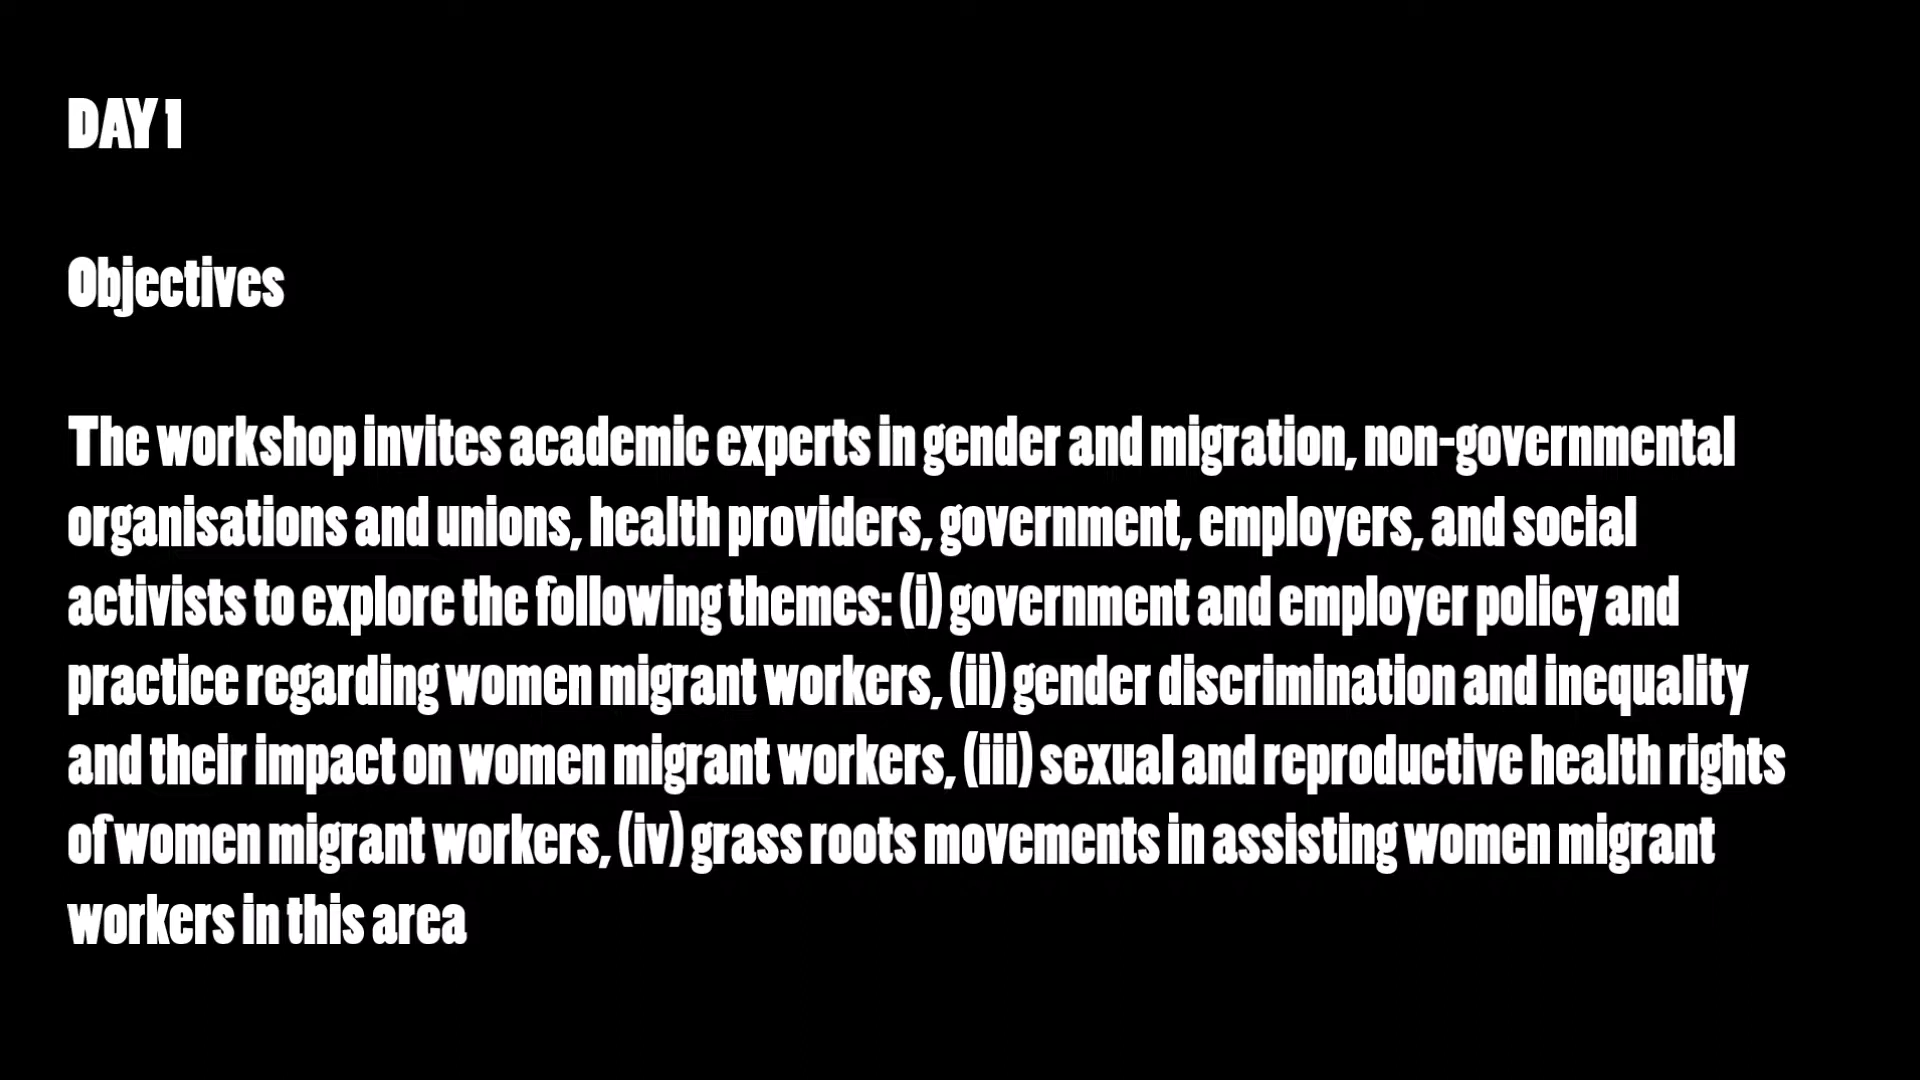 DAY 1
Objectives
The workshop invites academic experts in gender and migration, non-governmental
organisations and unions, health providers, government, employers, and social
activists to explore the following themes: (i) government and employer policy and
practice regarding women migrant workers, (ii) gender discrimination and inequality
and their impact on women migrant workers, (iii) sexual and reproductive health rights
of women migrant workers, (iv) grass roots movements in assisting women migrant
workers in this area